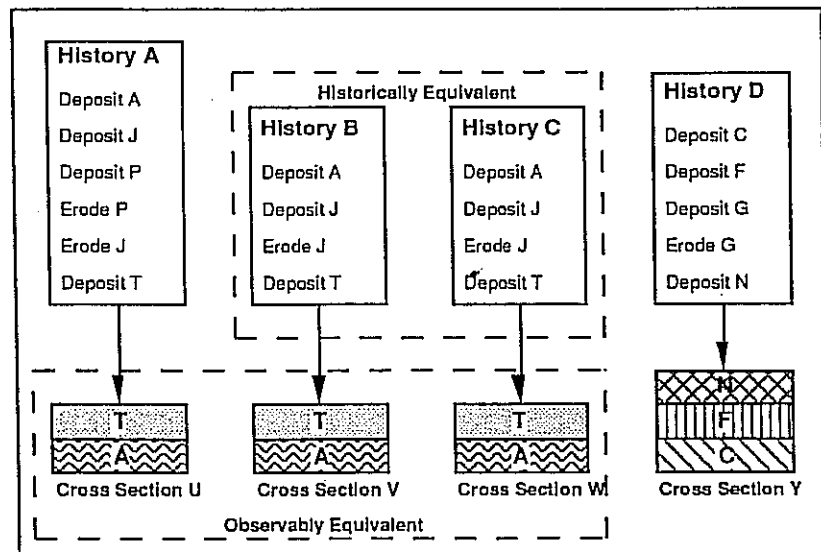 History A
Deposit A
Deposit J
Deposit P
Erode P
Erode J
Deposit T
Historically Equivalent
History B
Deposit A
Deposit J
Erode J
Deposit T
History C
Deposit A
Deposit J
Erode J
Deposit T
History D
Deposit C
Deposit F
Deposit G
Erode G
Deposit N
T
A
Cross Section U
T
A
Cross Section V
T
A
Cross Section W
N
F
C
Cross Section Y
Observably Equivalent